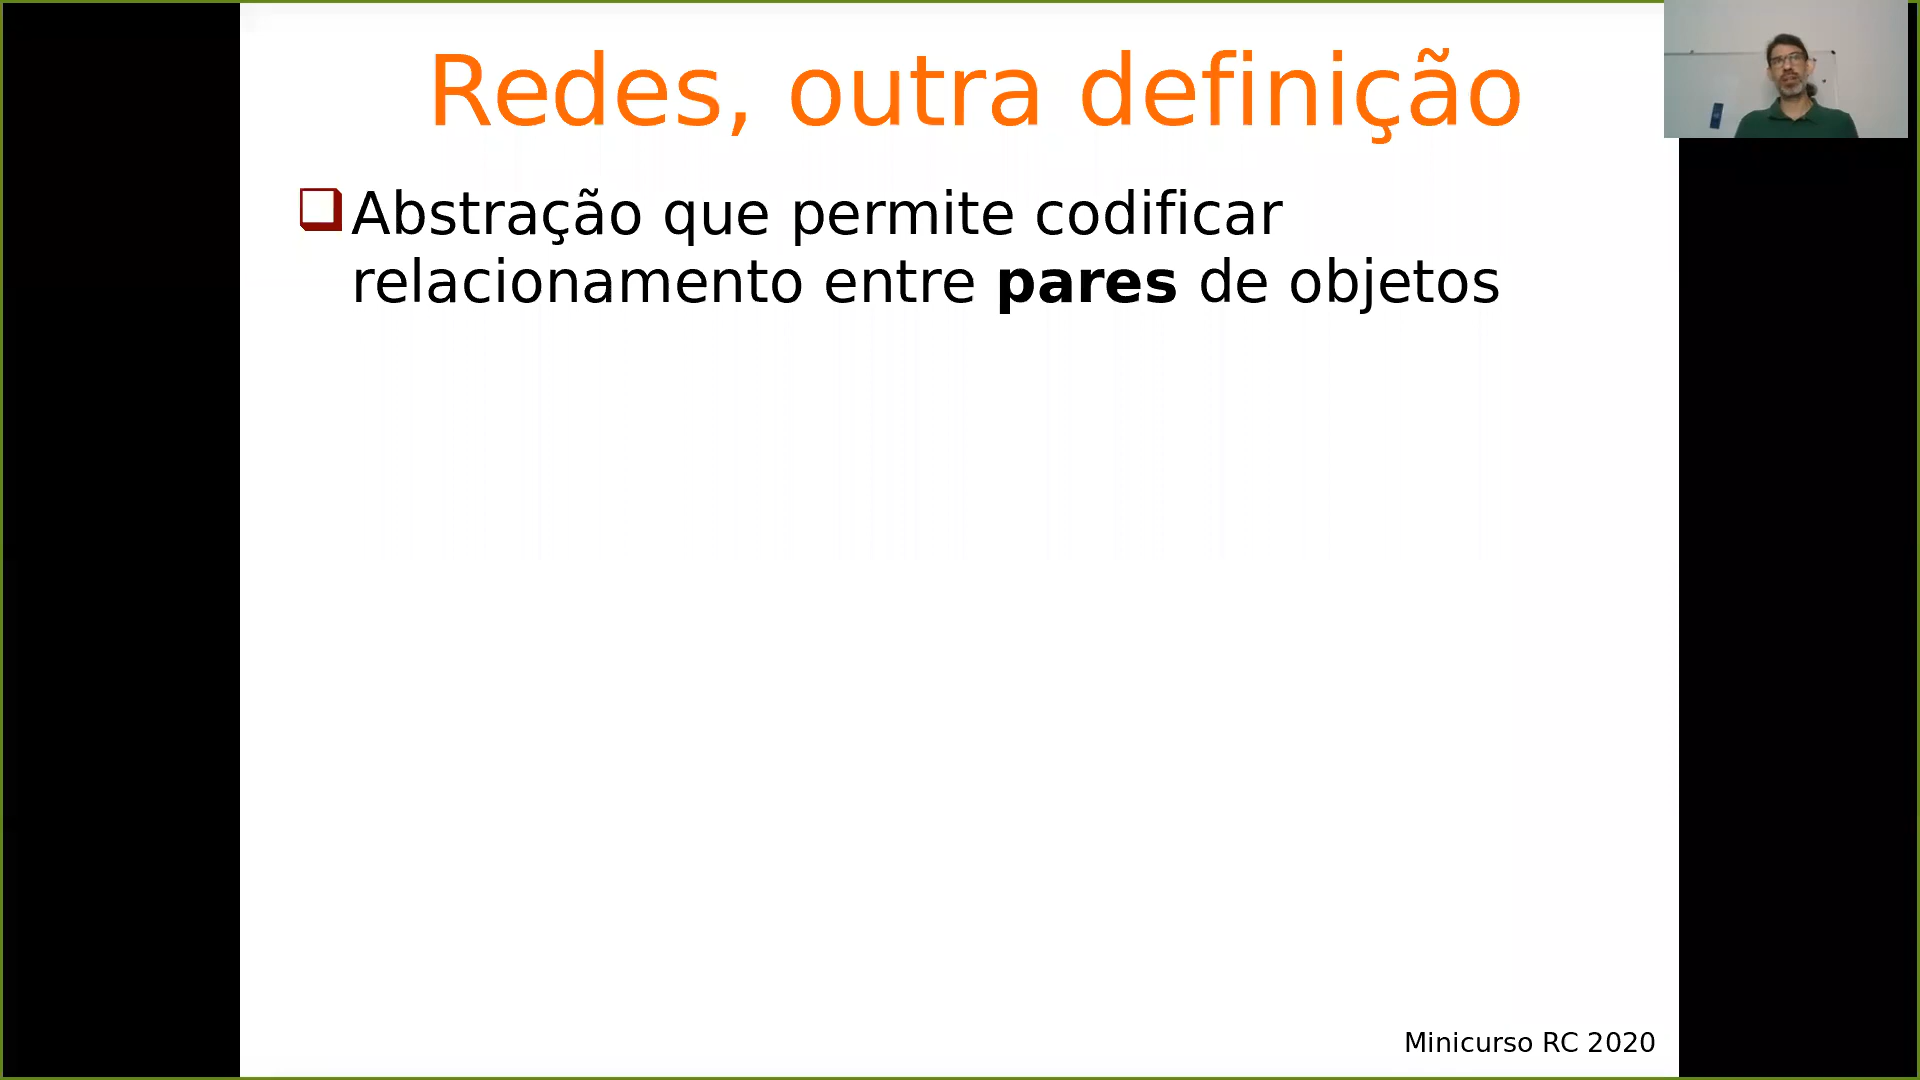 Redes, outra definição
Abstração que permite codificar
relacionamento entre pares de objetos
Minicurso RC 2020